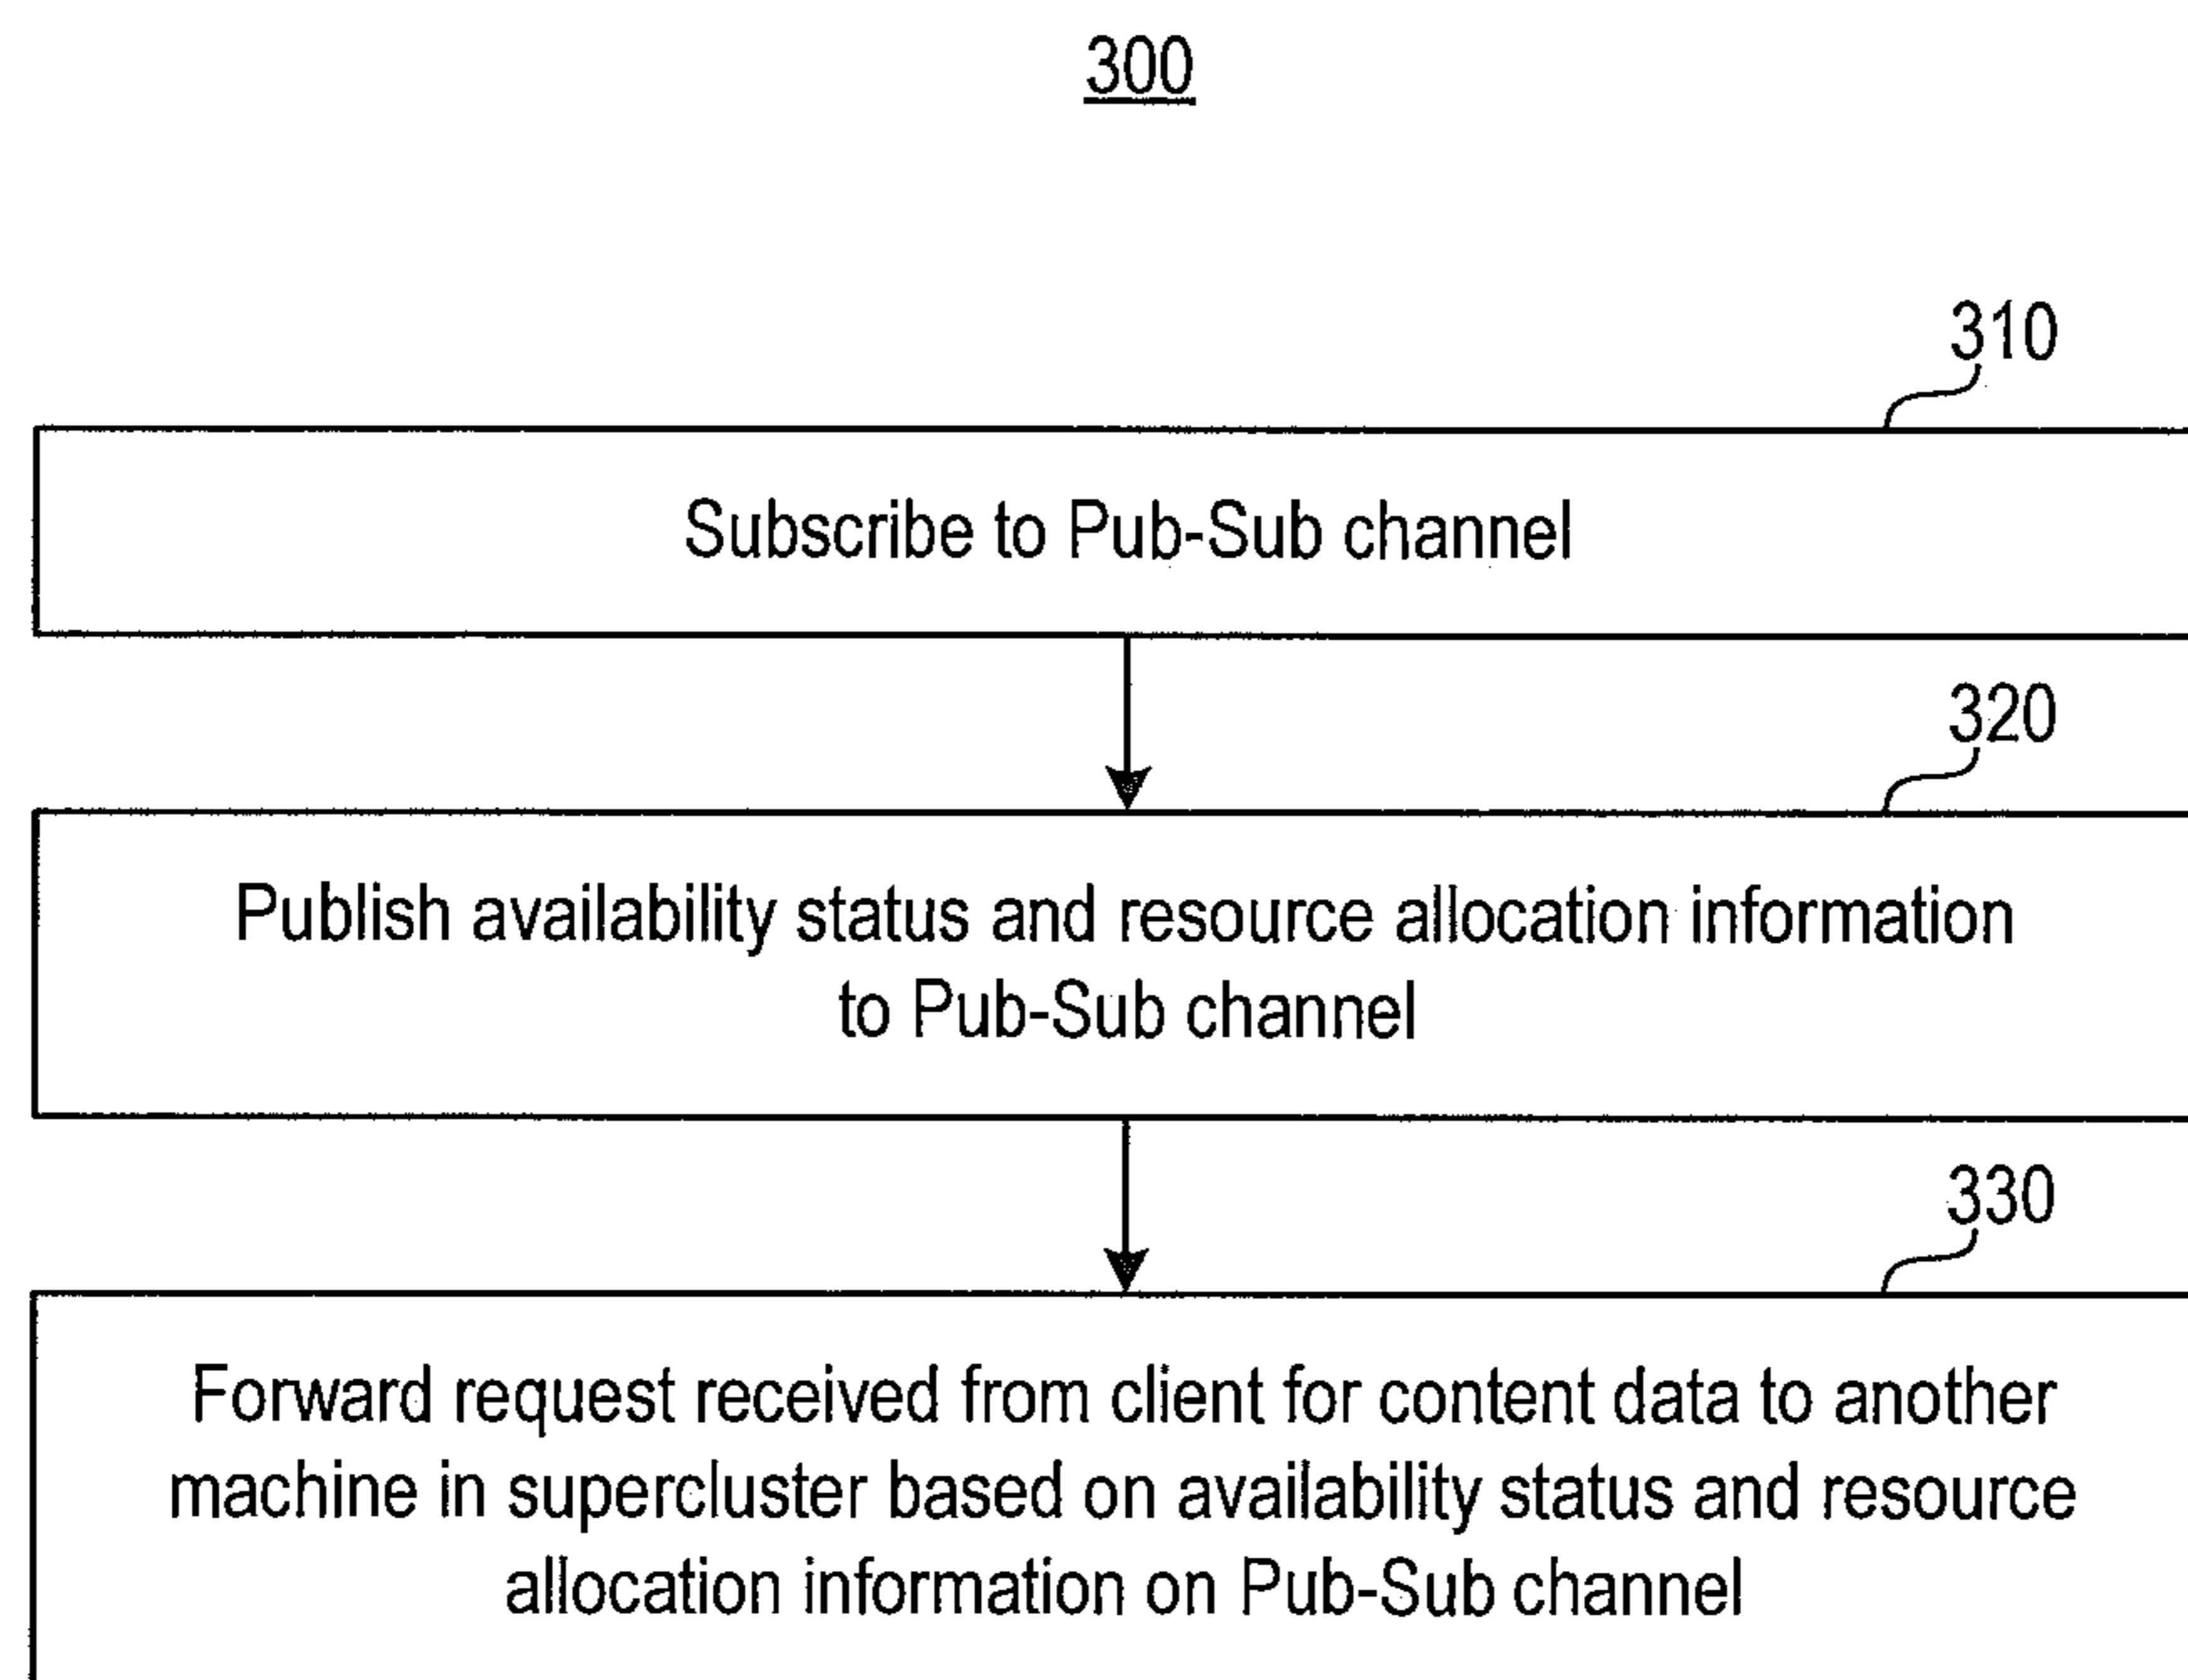 300
310
Subscribe to Pub-Sub channel
320
Publish availability status and resource allocation information
to Pub-Sub channel
330
Forward request received from client for content data to another
machine in supercluster based on availability status and resource
allocation information on Pub-Sub channel